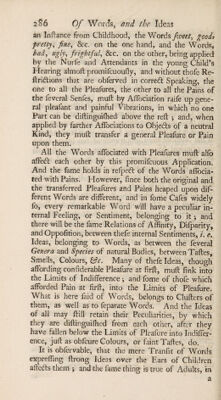 286 Of Words, and the Ideas
an Instance from Childhood, the Words sweet, good,
pretty, fine, &c. on the one hand, and the Words,
bad, ugly, frightful, &c. on the other, being applied
by the Nurse and Attendants in the young Child's
Hearing almost promiscuously, and without those Re-
strictions that are observed in correct Speaking, the
one to all the Pleasures, the other to all the Pains of
the several Senses, must by Association raise up gene-
ral pleasant and painful Vibrations, in which no one
Part can be distinguished above the rest; and, when
applied by farther Associations to Objects of a neutral
Kind, they must transfer a general Pleasure or Pain
upon them.
All the Words associated with Pleasures must also
affect each other by this promiscuous Application.
And the same holds in respect of the Words associa-
ted with Pains. However, since both the original and
the transferred Pleasures and Pains heaped upon dif-
ferent Words are different, and in some Cases widely
so, every remarkable Word will have a peculiar in-
ternal Feeling, or Sentiment, belonging to it; and
there will be the same Relations of Affinity, Disparity,
and Opposition, between these internal Sentiments, i. e.
Ideas, belonging to Words, as between the several
Genera and Species of natural Bodies, between Tastes,
Smells, Colours, &c. Many of these Ideas, though
affording considerable Pleasure at first, must sink into
the Limits of Indifference; and some of those which
afforded Pain at first, into the Limits of Pleasure.
What is here said of Words, belongs to Clusters of
them, as well as to separate Words. And the Ideas
of all may still retain their Peculiarities, by which
they are distinguished from each other, after they
have fallen below the Limits of Pleasure into Indiffer-
ence, just as obscure Colours, or faint Tastes, do.
It is observable, that the mere Transit of Words
expressing strong Ideas over the Ears of Children
affects them; and the same thing is true of Adults, in
a